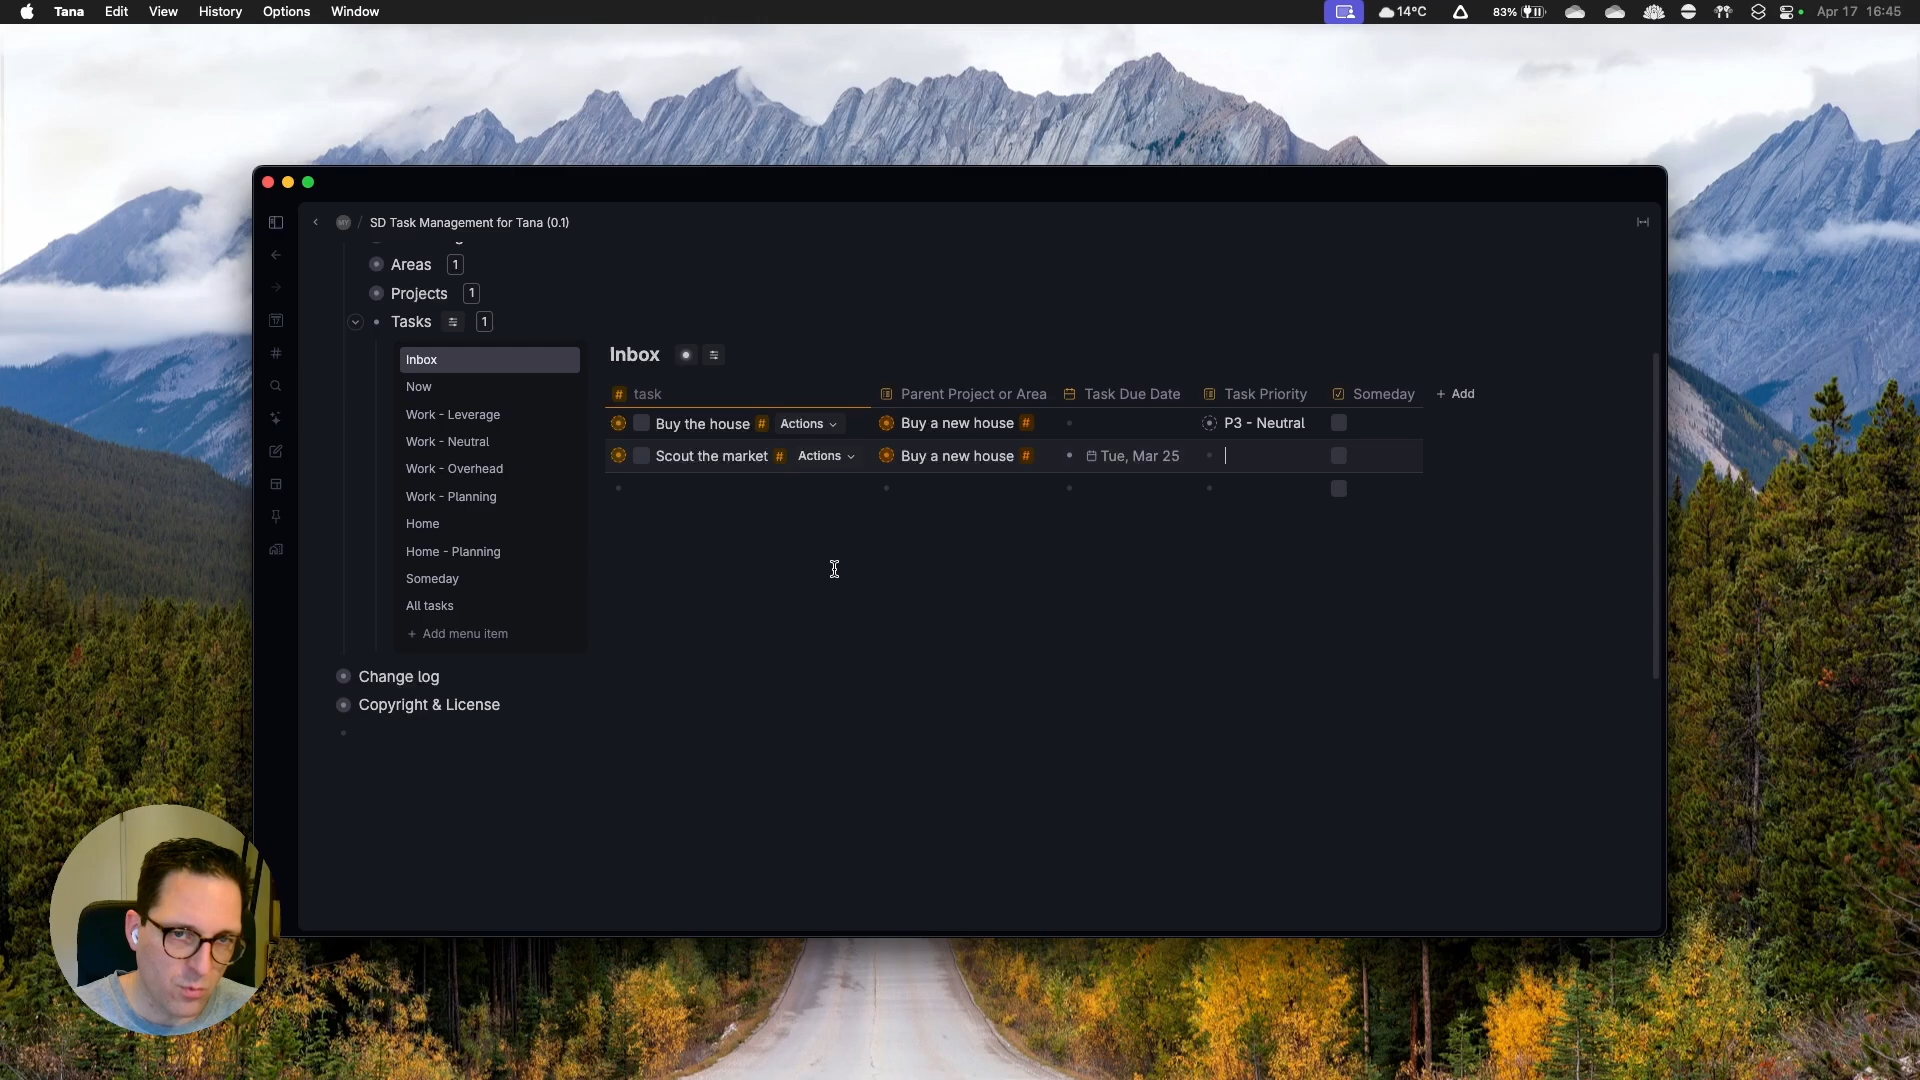 Tana Edit View History Options Window
14°C 83% Apr 17 16:45
SD Task Management for Tana (0.1)
Areas 1
Projects 1
Tasks 1
Inbox
Now
Work - Leverage
Work - Neutral
Work - Overhead
Work - Planning
Home
Home - Planning
Someday
All tasks
+ Add menu item
Inbox
# task Parent Project or Area Task Due Date Task Priority Someday + Add
Buy the house # Actions Buy a new house # P3 - Neutral
Scout the market # Actions Buy a new house # Tue, Mar 25
Change log
Copyright & License